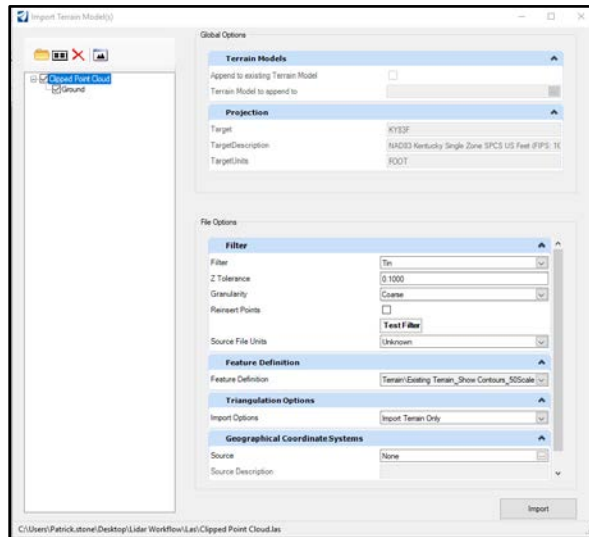 Import Terrain Model(s)
Clipped Point Cloud
Ground
Global Options
Terrain Models
Append to existing Terrain Model
Terrain Model to append to
Projection
Target KY83F
TargetDescription NAD83 Kentucky Single Zone SPCS US Feet (FIPS: 16
TargetUnits FOOT
File Options
Filter
Filter Tin
Z Tolerance 0.1000
Granularity Coarse
Reinsert Points
Test Filter
Source File Units Unknown
Feature Definition
Feature Definition Terrain\Existing Terrain_Show Contours_50Scale
Triangulation Options
Import Options Import Terrain Only
Geographical Coordinate Systems
Source None
Source Description
Import
C:\Users\Patrick.stone\Desktop\Lidar Workflow\Las\Clipped Point Cloud.las